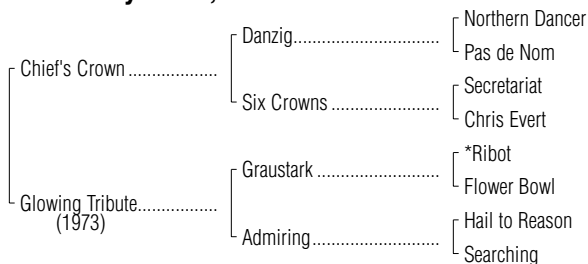 Northern Dancer
Danzig
Pas de Nom
Chief's Crown
Secretariat
Six Crowns
Chris Evert
*Ribot
Graustark
Flower Bowl
Glowing Tribute
(1973)
Hail to Reason
Admiring
Searching